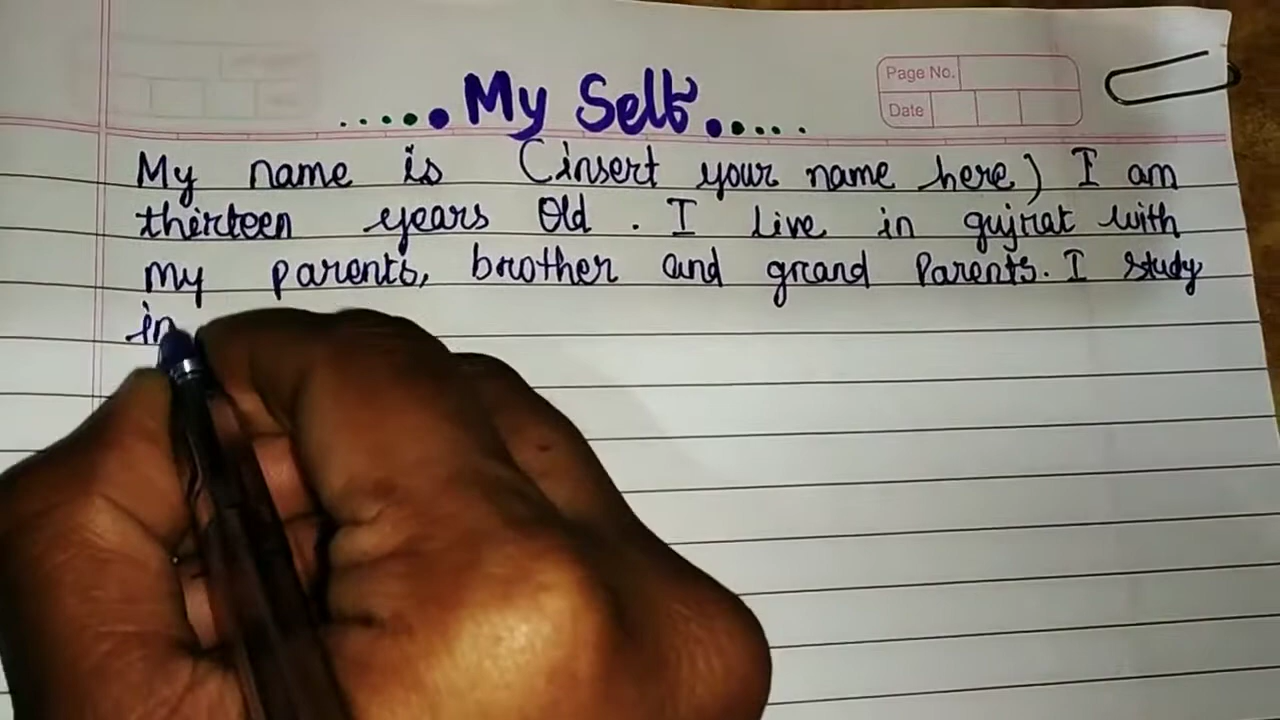 .....My Self.....
Page No.
Date
My name is (insert your name here) I am
thirteen years Old. I live in gujrat with
my parents, brother and grand Parents. I study
in